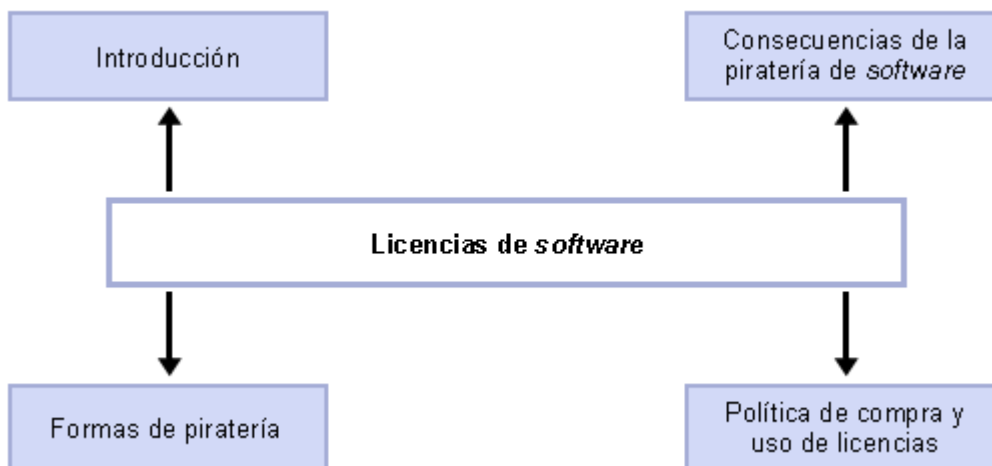 Introducción
Consecuencias de la
piratería de software
Licencias de software
Formas de piratería
Política de compra y
uso de licencias